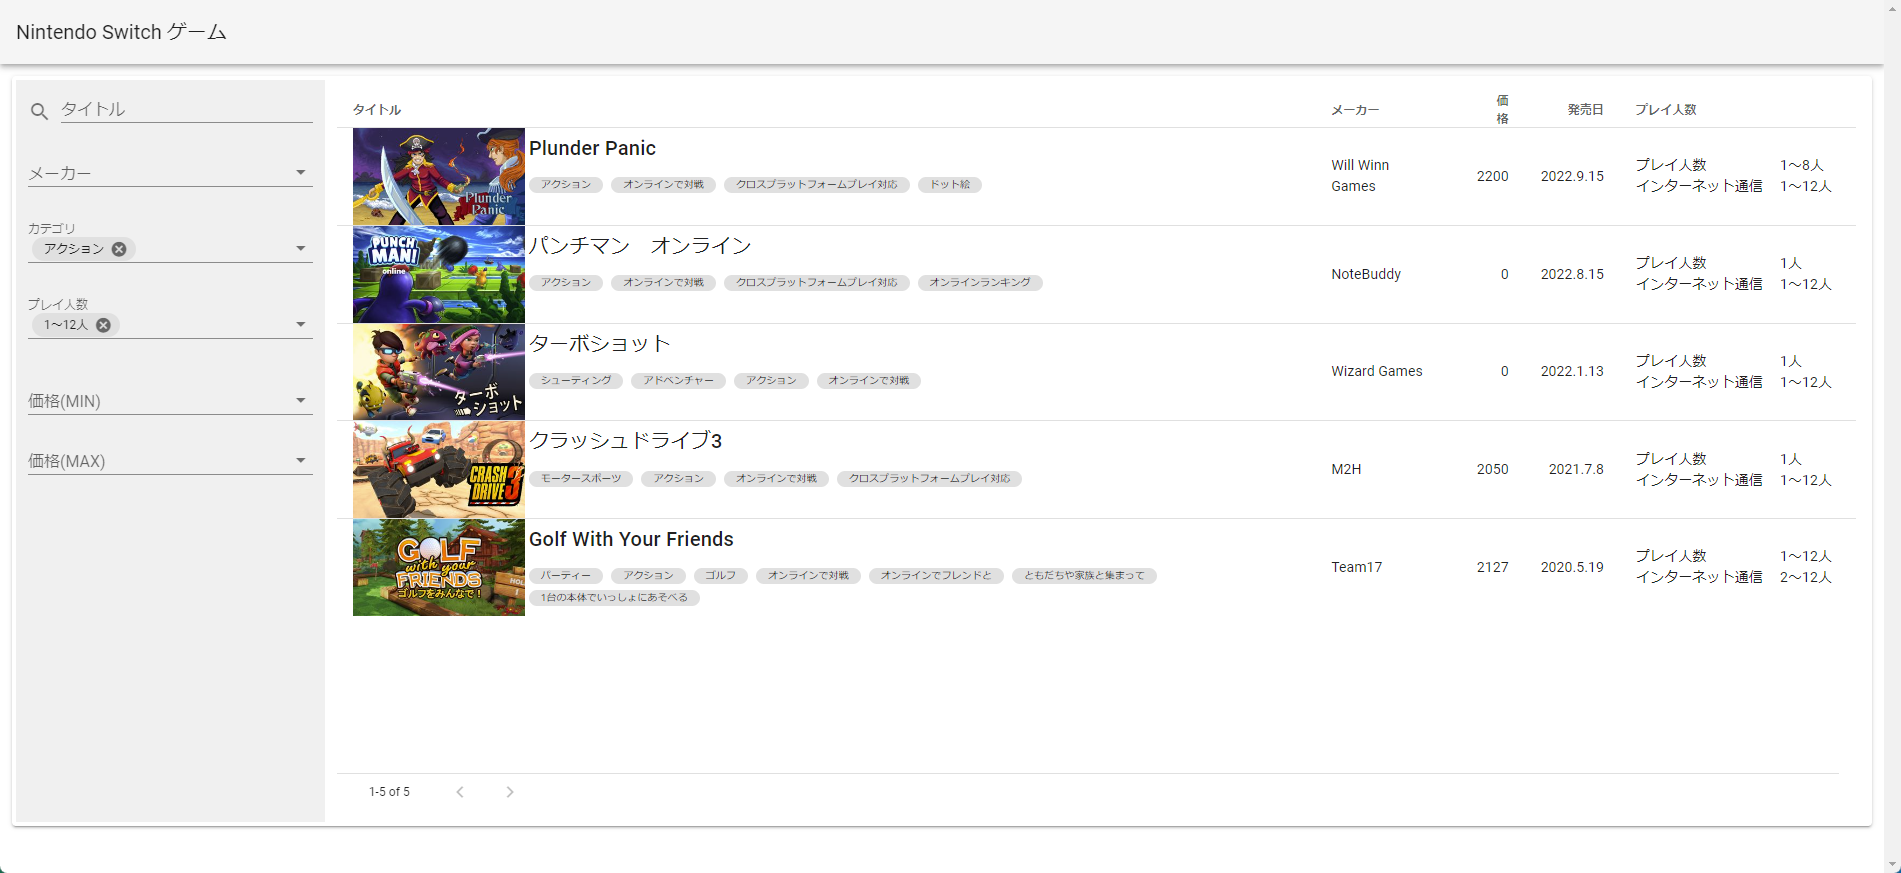 Nintendo Switch ゲーム
タイトル
メーカー
カテゴリ
アクション
プレイ人数
1〜12人
価格(MIN)
価格(MAX)
タイトル
メーカー
価
格
発売日
プレイ人数
Plunder Panic
Plunder Panic
アクション オンラインで対戦 クロスプラットフォームプレイ対応 ドット絵
Will Winn
Games
2200
2022.9.15
プレイ人数 1〜8人
インターネット通信 1〜12人
PUNCH
MAN!
online
パンチマン　オンライン
アクション オンラインで対戦 クロスプラットフォームプレイ対応 オンラインランキング
NoteBuddy
0
2022.8.15
プレイ人数 1人
インターネット通信 1〜12人
ターボ
ショット
ターボショット
シューティング アドベンチャー アクション オンラインで対戦
Wizard Games
0
2022.1.13
プレイ人数 1人
インターネット通信 1〜12人
CRASH
DRIVE 3
クラッシュドライブ3
モータースポーツ アクション オンラインで対戦 クロスプラットフォームプレイ対応
M2H
2050
2021.7.8
プレイ人数 1人
インターネット通信 1〜12人
GOLF
with your
FRIENDS
ゴルフをみんなで！
Golf With Your Friends
パーティー アクション ゴルフ オンラインで対戦 オンラインでフレンドと ともだちや家族と集まって
1台の本体でいっしょにあそべる
Team17
2127
2020.5.19
プレイ人数 1〜12人
インターネット通信 2〜12人
1-5 of 5